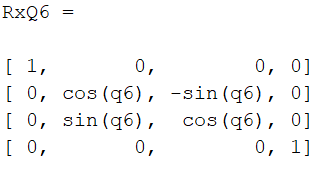 RxQ6 =
[ 1, 0, 0, 0]
[ 0, cos(q6), -sin(q6), 0]
[ 0, sin(q6), cos(q6), 0]
[ 0, 0, 0, 1]